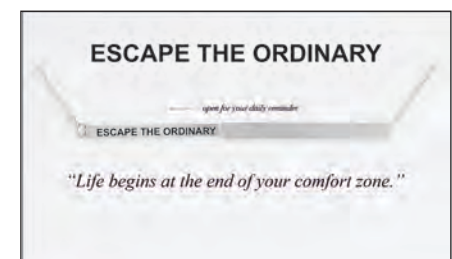 ESCAPE THE ORDINARY
open for your daily reminder
ESCAPE THE ORDINARY
“Life begins at the end of your comfort zone.”